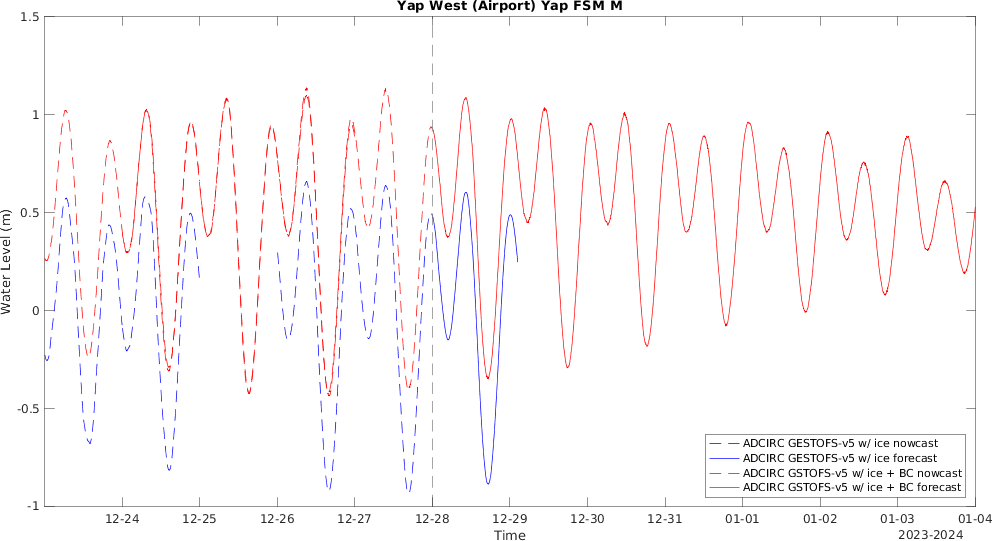 Yap West (Airport) Yap FSM M
1.5
1
0.5
0
-0.5
-1
Water Level (m)
ADCIRC GESTOFS-v5 w/ ice nowcast
ADCIRC GESTOFS-v5 w/ ice forecast
ADCIRC GSTOFS-v5 w/ ice + BC nowcast
ADCIRC GSTOFS-v5 w/ ice + BC forecast
12-24
12-25
12-26
12-27
12-28
12-29
12-30
12-31
01-01
01-02
01-03
01-04
Time
2023-2024